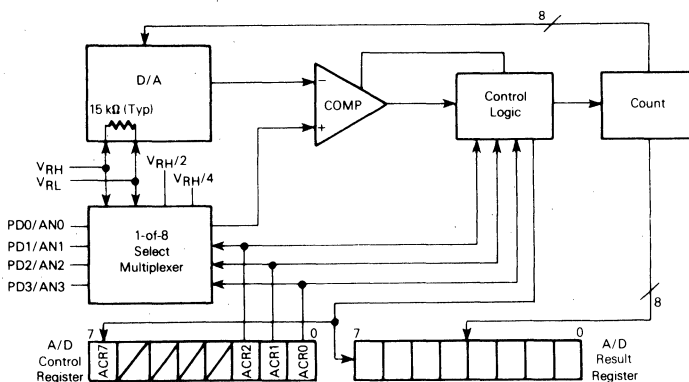 8
D/A
15 kΩ (Typ)
COMP
Control
Logic
Count
VRH
VRL
VRH/2
VRH/4
PD0/AN0
PD1/AN1
PD2/AN2
PD3/AN3
1-of-8
Select
Multiplexer
8
A/D
Control
Register
7
0
ACR7
ACR2
ACR1
ACR0
7
0
A/D
Result
Register